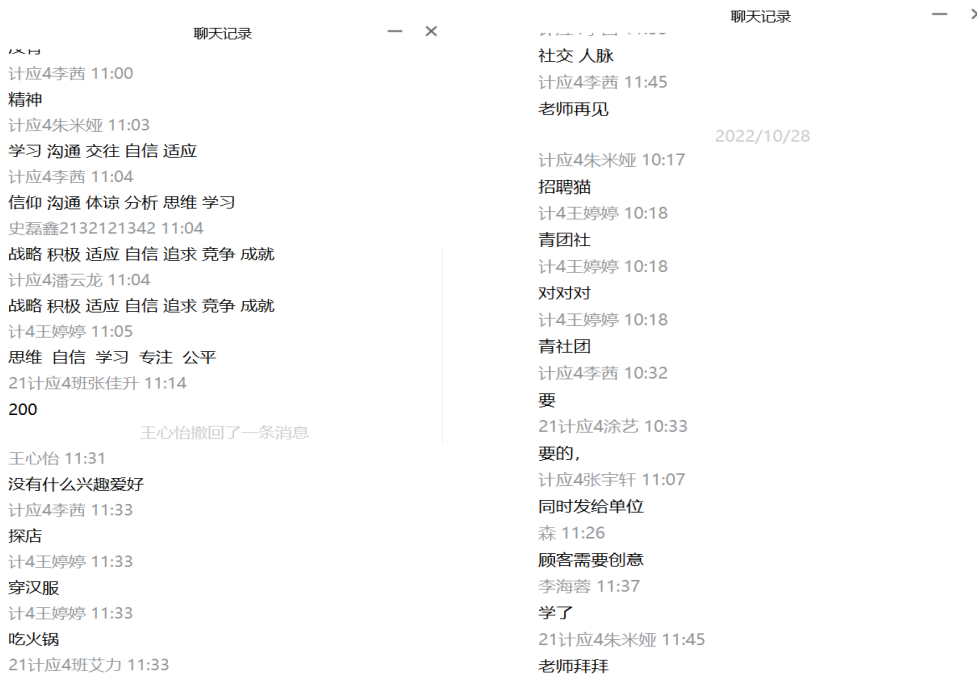 聊天记录
计应4李茜 11:00
精神
计应4朱米娅 11:03
学习 沟通 交往 自信 适应
计应4李茜 11:04
信仰 沟通 体谅 分析 思维 学习
史磊鑫2132121342 11:04
战略 积极 适应 自信 追求 竞争 成就
计应4潘云龙 11:04
战略 积极 适应 自信 追求 竞争 成就
计4王婷婷 11:05
思维 自信 学习 专注 公平
21计应4班张佳升 11:14
200
王心怡撤回了一条消息
王心怡 11:31
没有什么兴趣爱好
计应4李茜 11:33
探店
计4王婷婷 11:33
穿汉服
计4王婷婷 11:33
吃火锅
21计应4班艾力 11:33
聊天记录
社交 人脉
计应4李茜 11:45
老师再见
2022/10/28
计应4朱米娅 10:17
招聘猫
计4王婷婷 10:18
青团社
计4王婷婷 10:18
对对对
计4王婷婷 10:18
青社团
计应4李茜 10:32
要
21计应4涂艺 10:33
要的，
计应4张宇轩 11:07
同时发给单位
森 11:26
顾客需要创意
李海蓉 11:37
学了
21计应4朱米娅 11:45
老师拜拜